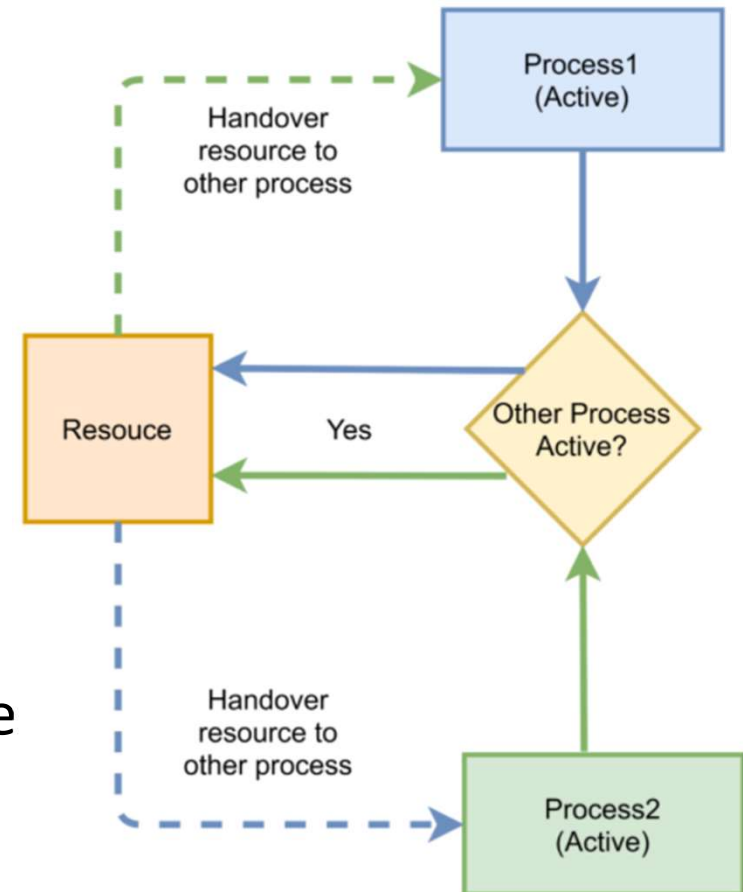 Process1
(Active)
Handover
resource to
other process
Other Process
Active?
Resouce
Yes
e
Handover
resource to
other process
Process2
(Active)